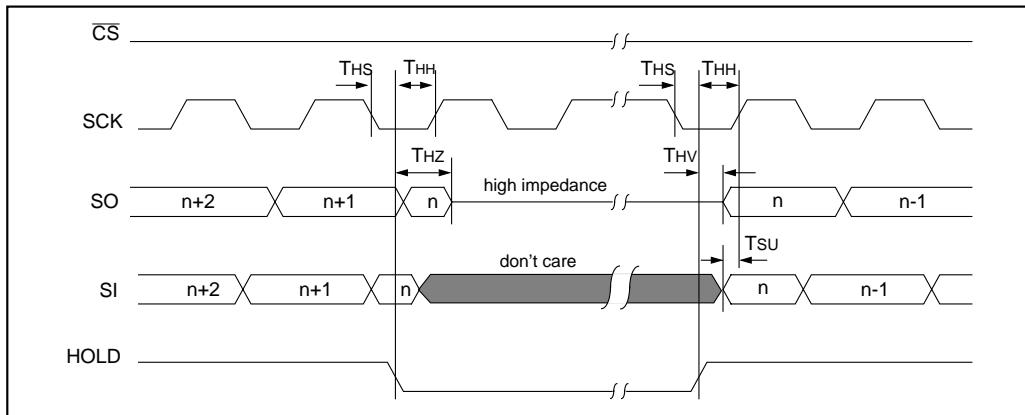 CS
THS THH THS THH
SCK
THZ THV
SO n+2 n+1 n high impedance n n-1
TSU
SI n+2 n+1 n don't care n n-1
HOLD